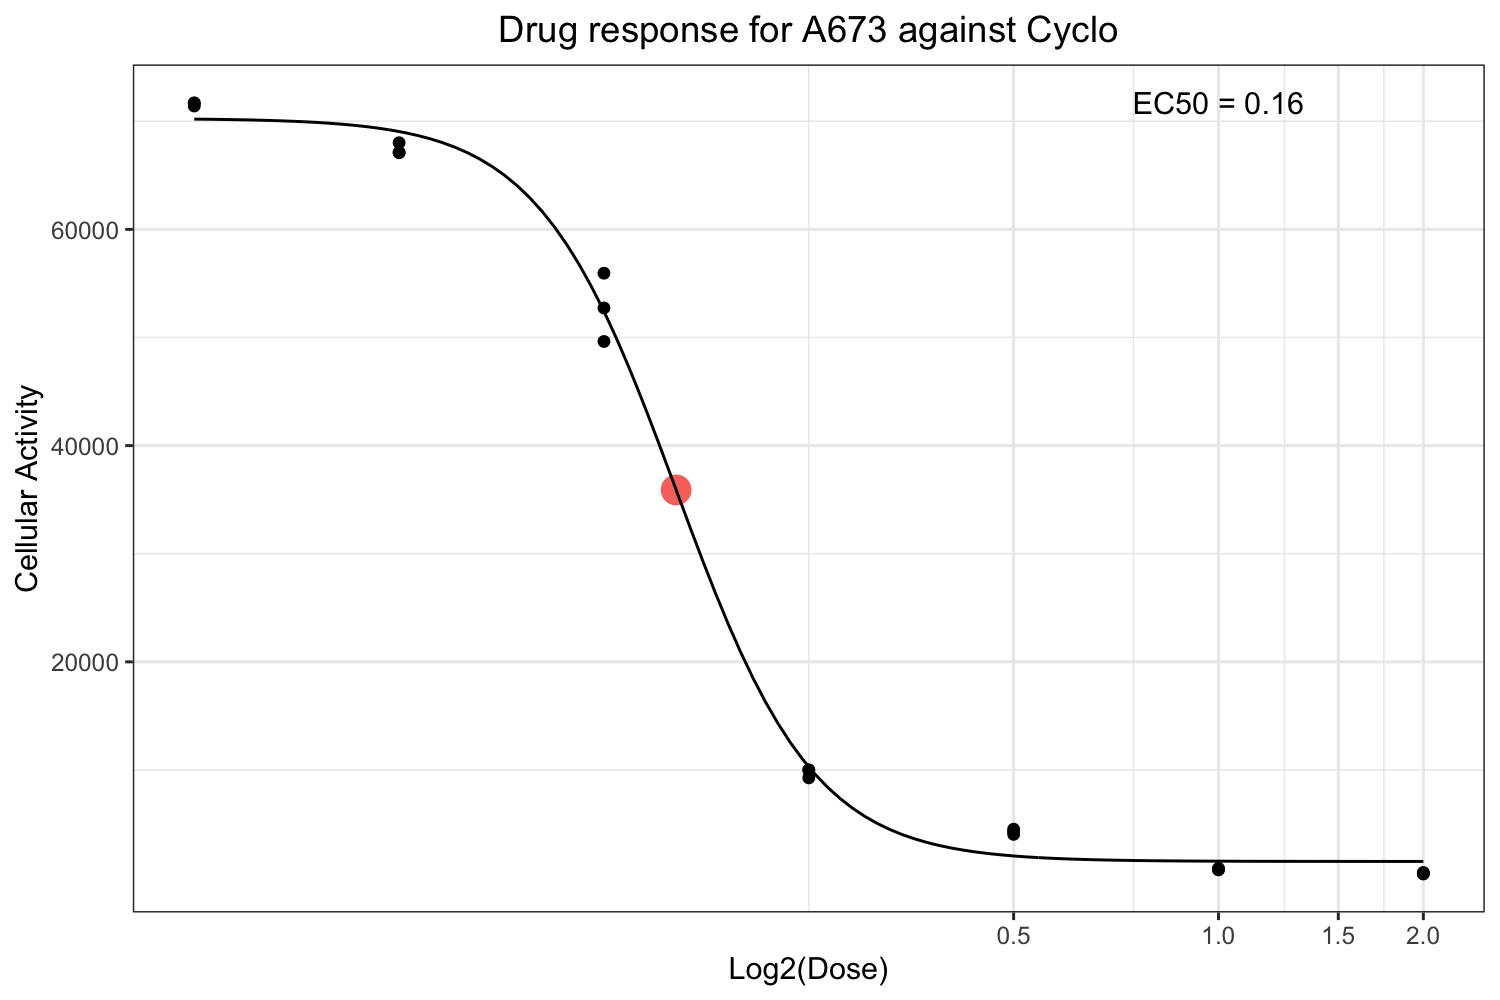 Drug response for A673 against Cyclo
EC50 = 0.16
Cellular Activity
60000
40000
20000
0.5 1.0 1.5 2.0
Log2(Dose)